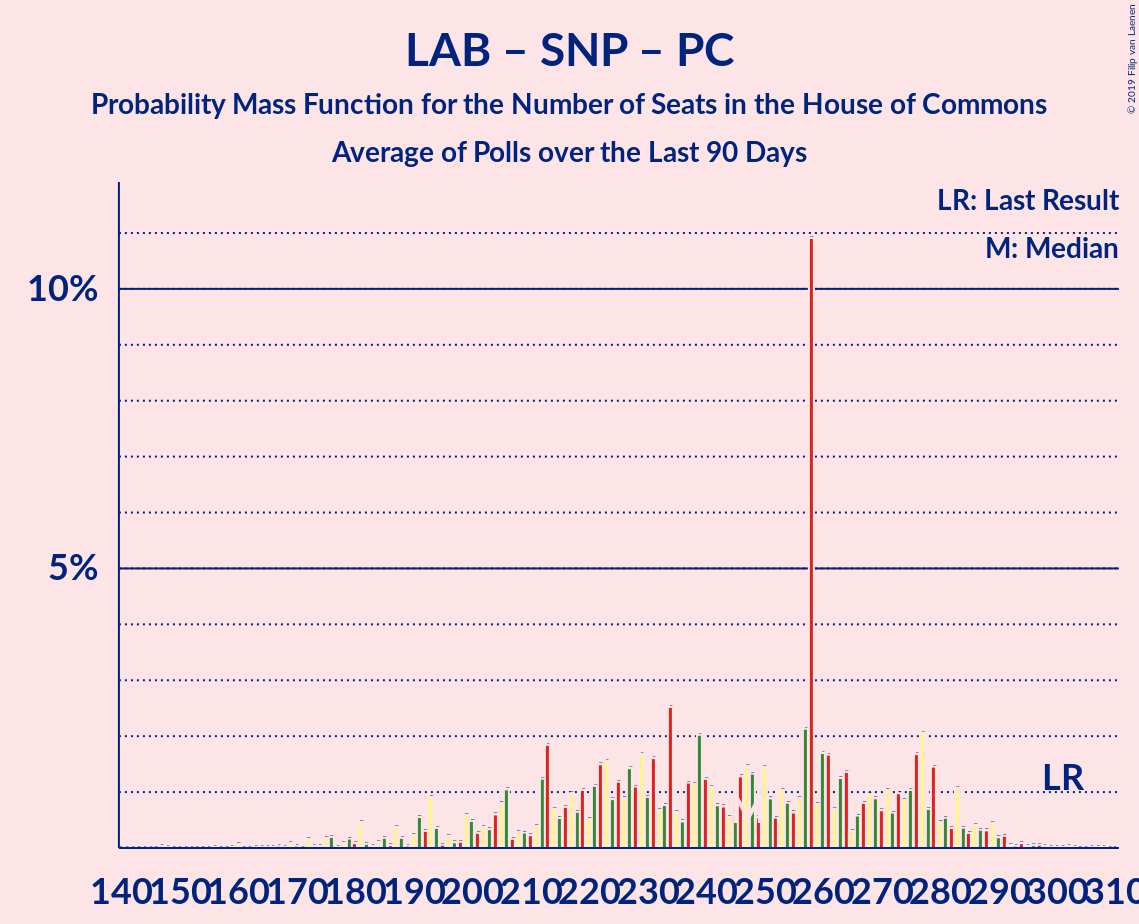 LAB – SNP – PC
Probability Mass Function for the Number of Seats in the House of Commons
Average of Polls over the Last 90 Days
© 2019 Filip van Laenen
LR: Last Result
M: Median
10%
5%
M
LR
140 150 160 170 180 190 200 210 220 230 240 250 260 270 280 290 300 310